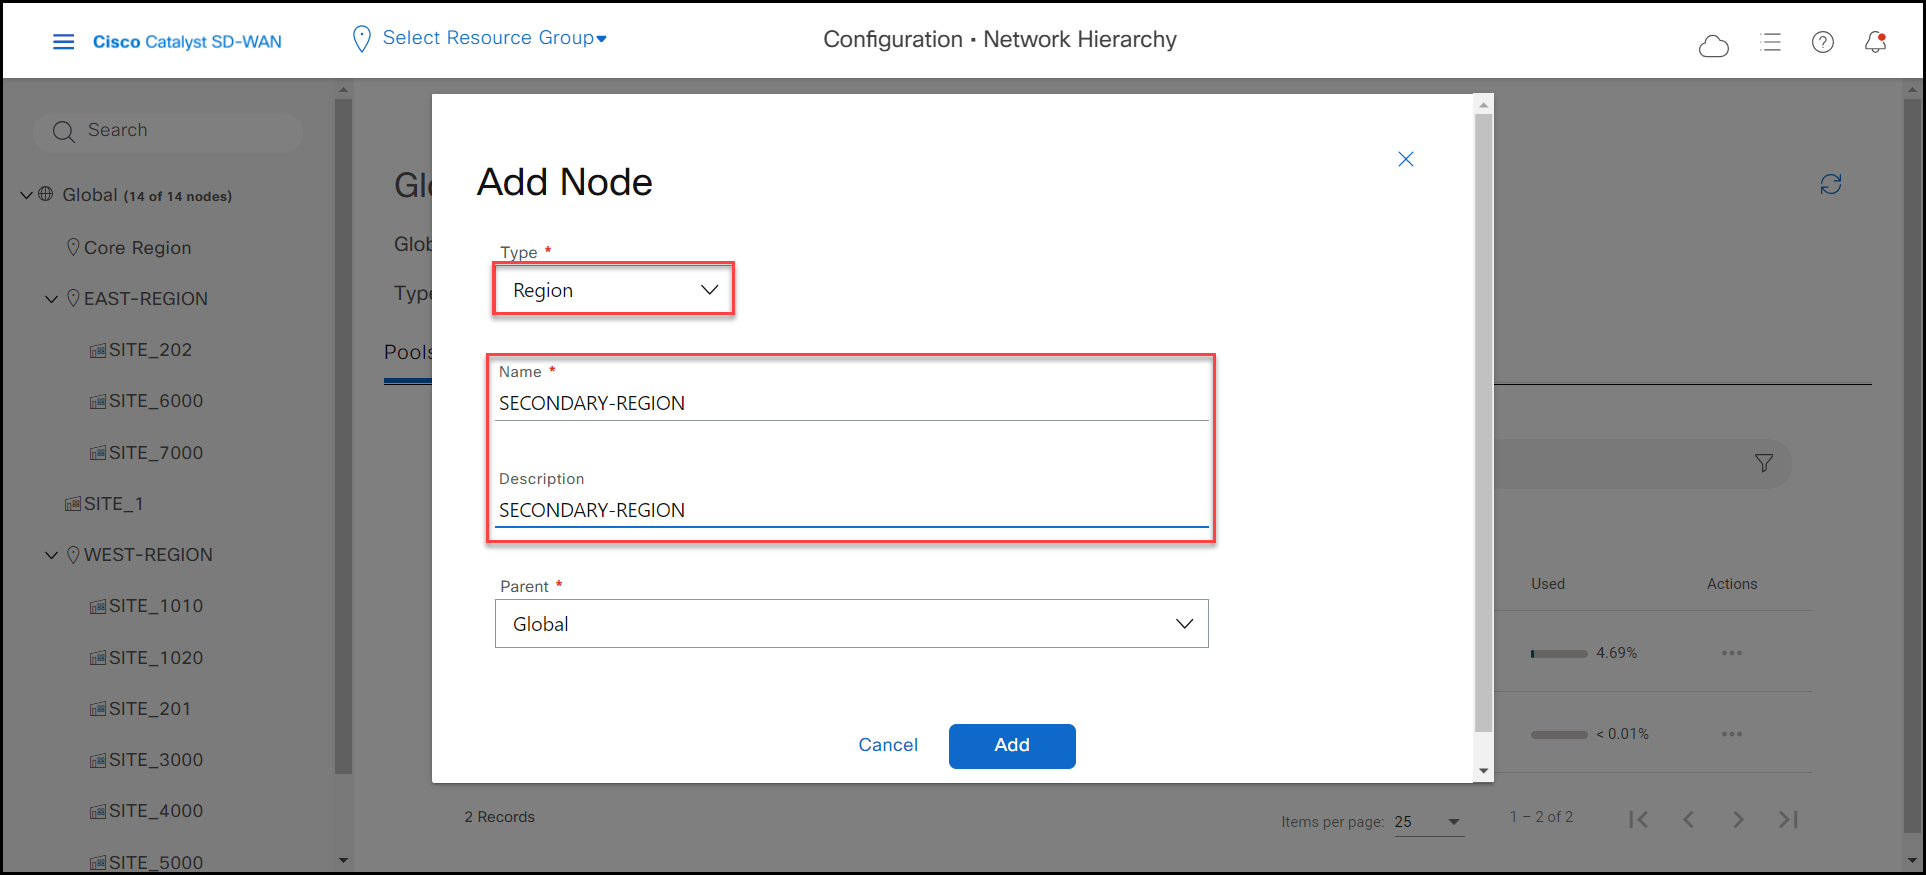 Cisco Catalyst SD-WAN
Select Resource Group
Configuration · Network Hierarchy
Search
Global (14 of 14 nodes)
Core Region
EAST-REGION
SITE_202
SITE_6000
SITE_7000
SITE_1
WEST-REGION
SITE_1010
SITE_1020
SITE_201
SITE_3000
SITE_4000
SITE_5000
Pools
Add Node
Type *
Region
Name *
SECONDARY-REGION
Description
SECONDARY-REGION
Parent *
Global
Cancel
Add
Used
Actions
4.69%
< 0.01%
2 Records
Items per page: 25
1 – 2 of 2